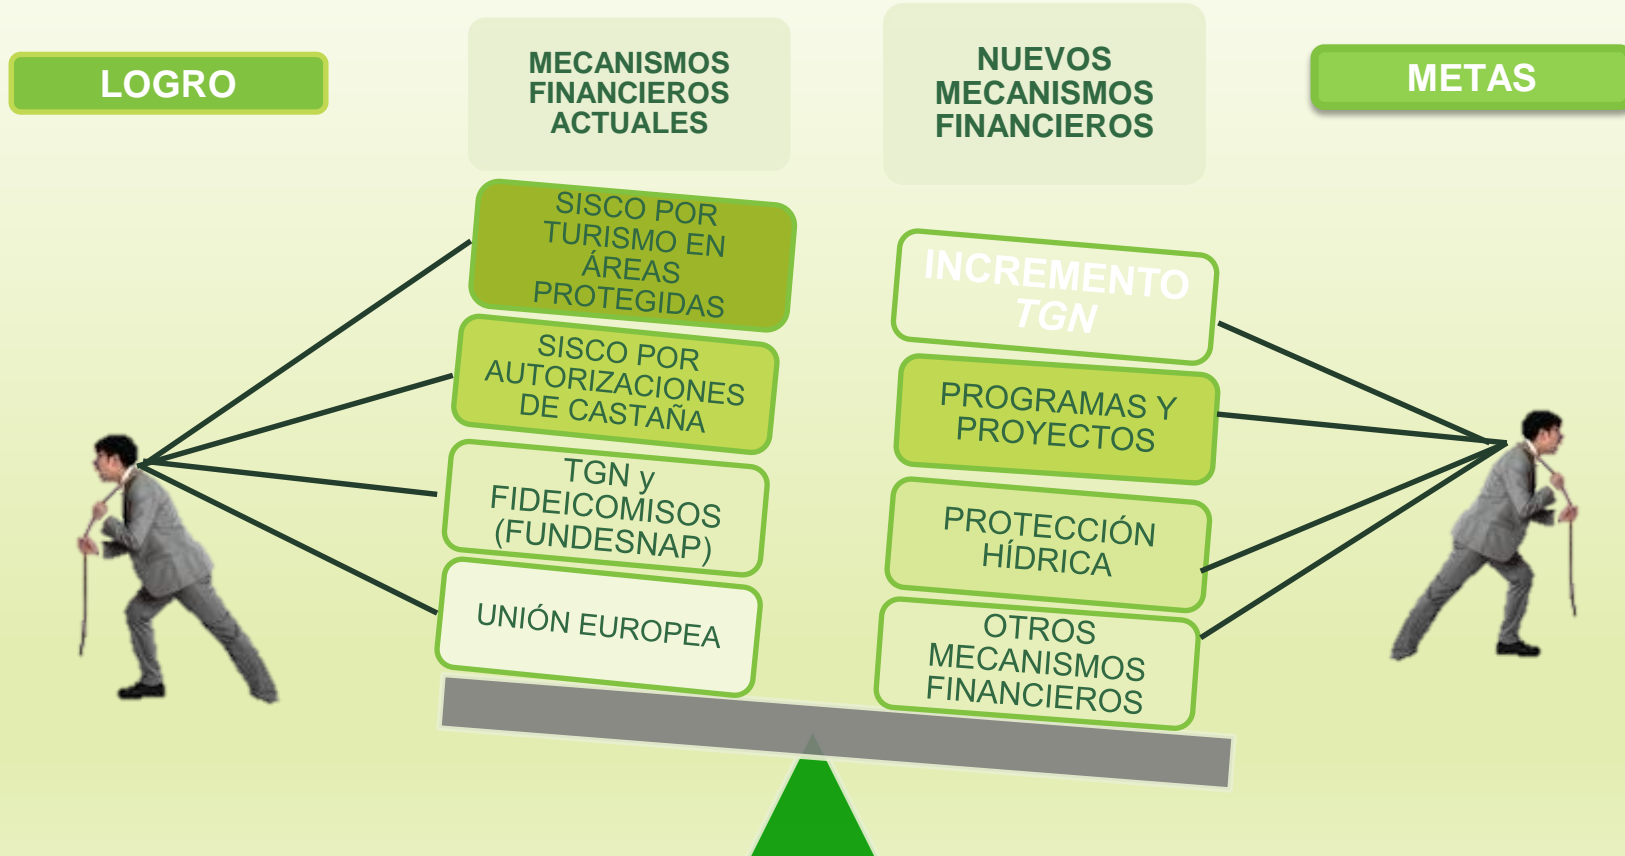 LOGRO
MECANISMOS
FINANCIEROS
ACTUALES
NUEVOS
MECANISMOS
FINANCIEROS
METAS
SISCO POR
TURISMO EN
ÁREAS
PROTEGIDAS
SISCO POR
AUTORIZACIONES
DE CASTAÑA
TGN y
FIDEICOMISOS
(FUNDESNAP)
UNIÓN EUROPEA
INCREMENTO
TGN
PROGRAMAS Y
PROYECTOS
PROTECCIÓN
HÍDRICA
OTROS
MECANISMOS
FINANCIEROS